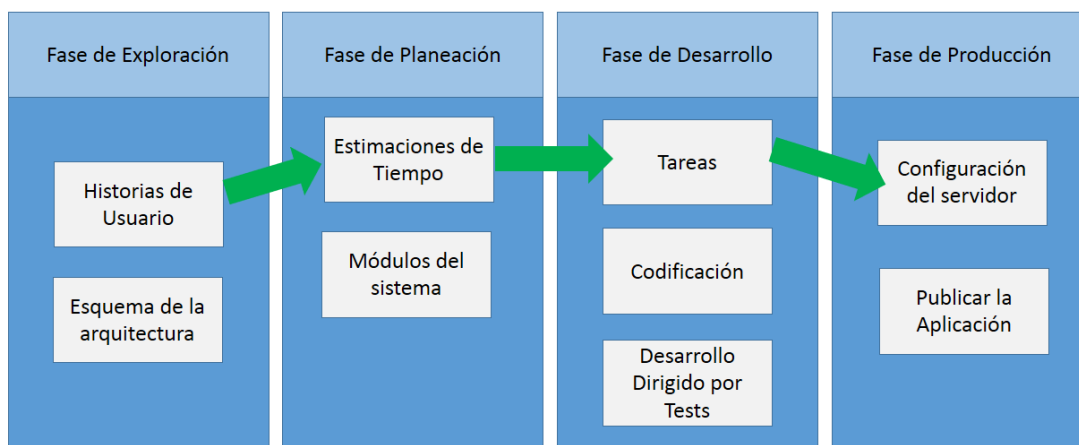 Fase de Exploración
Historias de
Usuario
Esquema de la
arquitectura
Fase de Planeación
Estimaciones de
Tiempo
Módulos del
sistema
Fase de Desarrollo
Tareas
Codificación
Desarrollo
Dirigido por
Tests
Fase de Producción
Configuración
del servidor
Publicar la
Aplicación